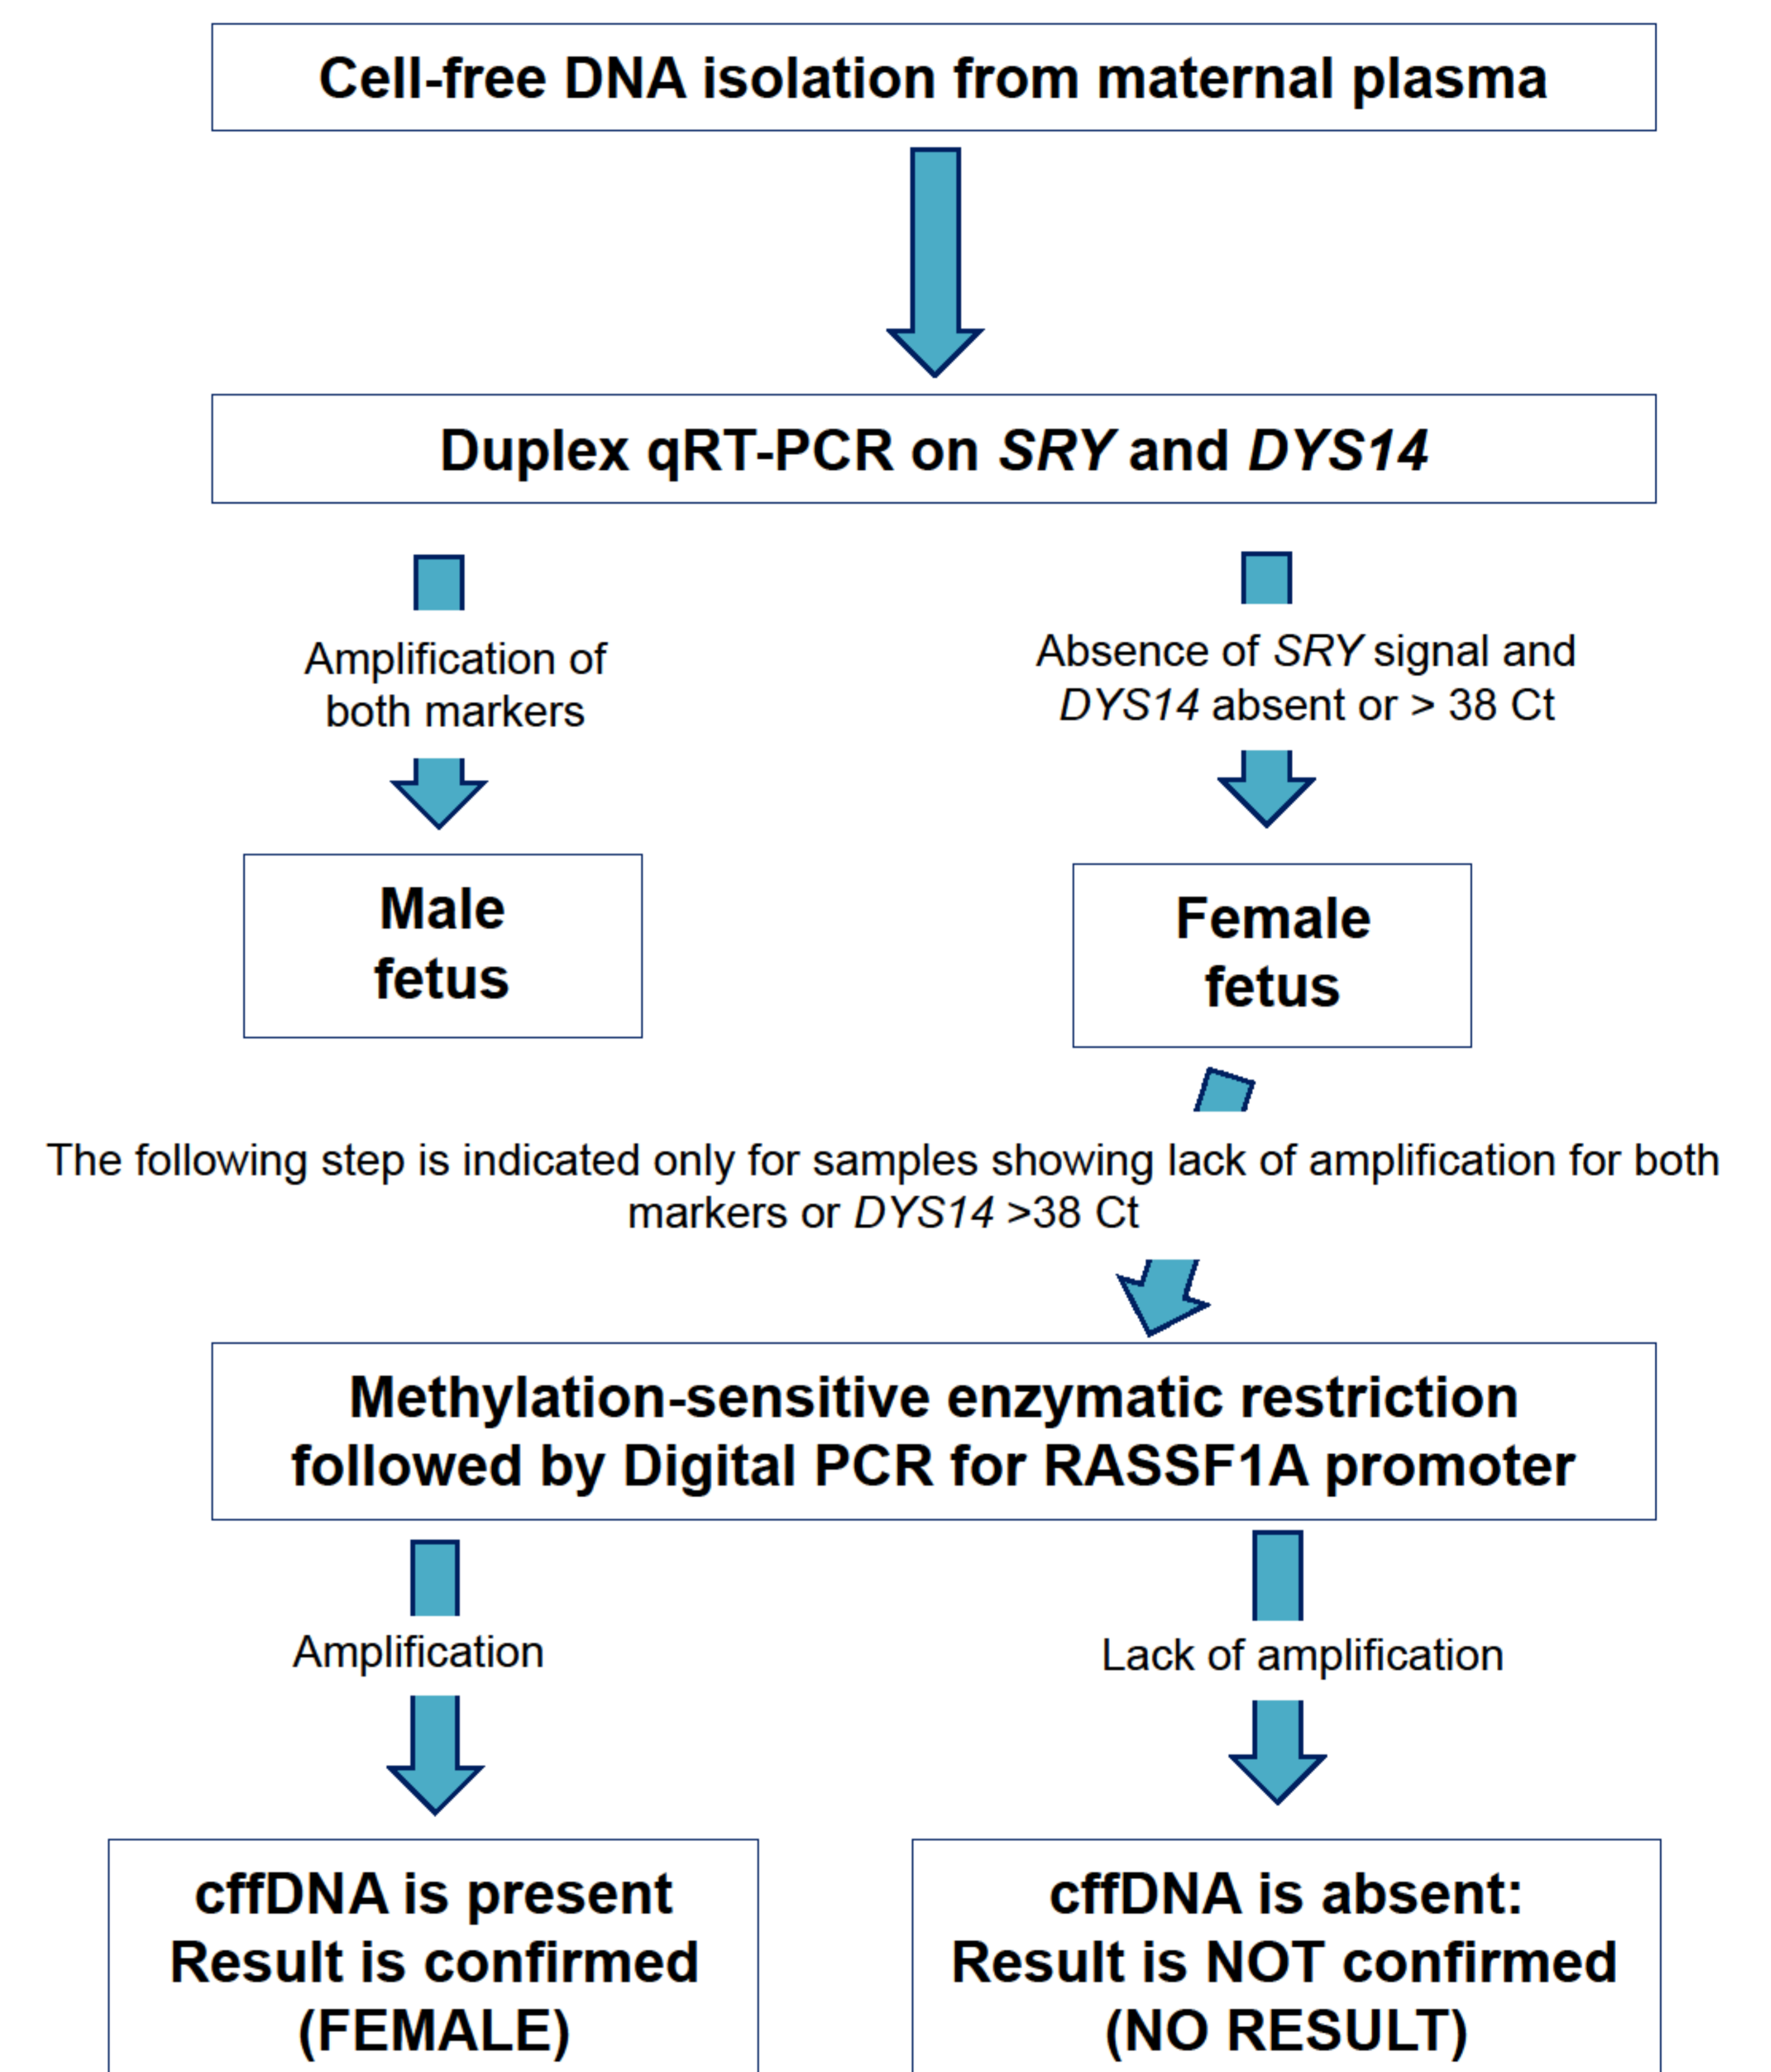 Cell-free DNA isolation from maternal plasma
Duplex qRT-PCR on SRY and DYS14
Amplification of
both markers
Absence of SRY signal and
DYS14 absent or > 38 Ct
Male
fetus
Female
fetus
The following step is indicated only for samples showing lack of amplification for both
markers or DYS14 >38 Ct
Methylation-sensitive enzymatic restriction
followed by Digital PCR for RASSF1A promoter
Amplification
Lack of amplification
cffDNA is present
Result is confirmed
(FEMALE)
cffDNA is absent:
Result is NOT confirmed
(NO RESULT)